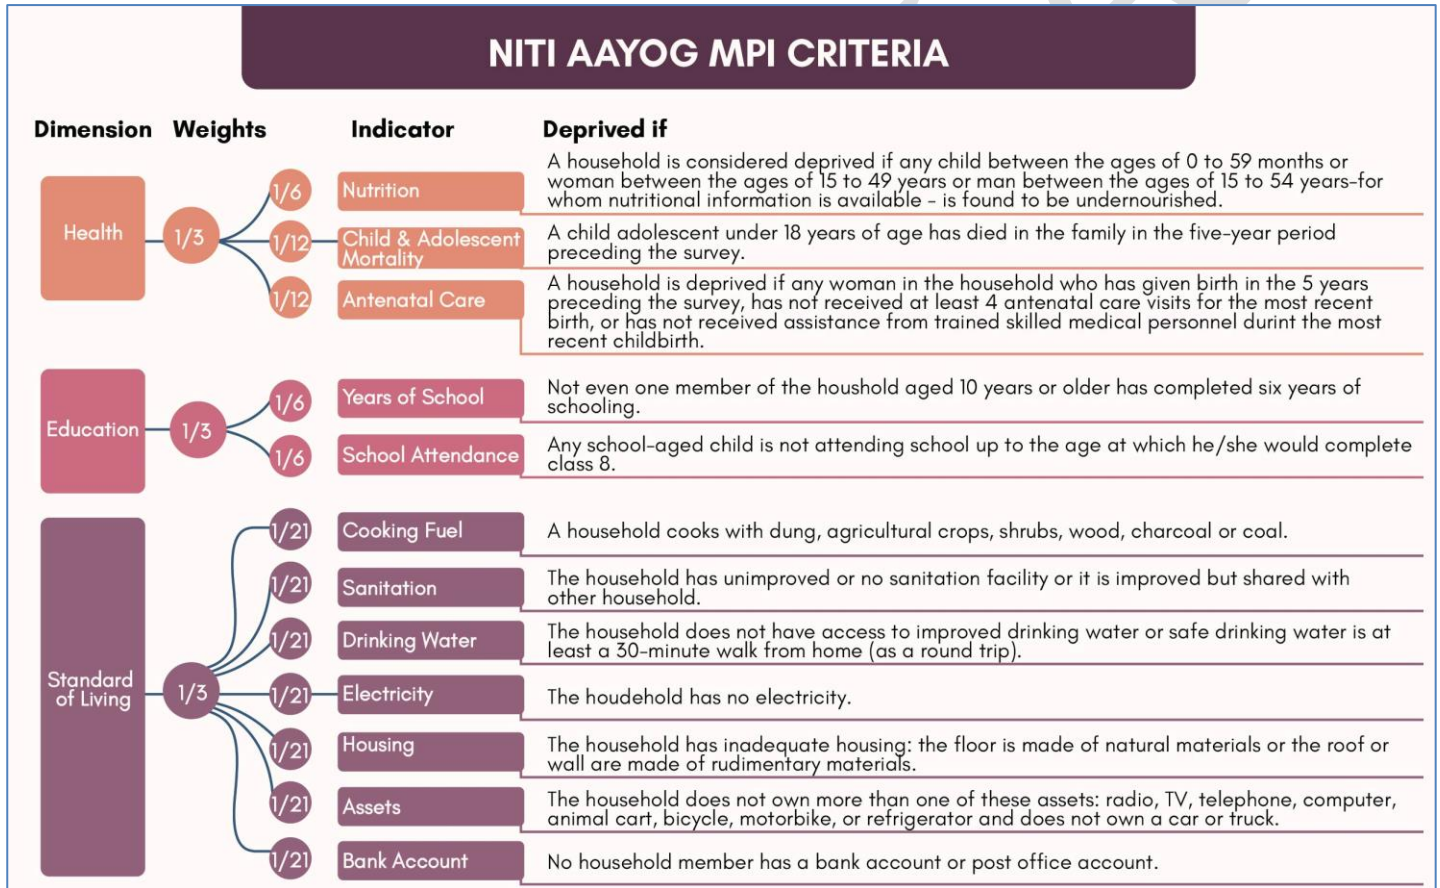 NITI AAYOG MPI CRITERIA
Dimension Weights Indicator Deprived if
Health
1/3
1/6
Nutrition
A household is considered deprived if any child between the ages of 0 to 59 months or
woman between the ages of 15 to 49 years or man between the ages of 15 to 54 years-for
whom nutritional information is available - is found to be undernourished.
1/12
Child & Adolescent
Mortality
A child adolescent under 18 years of age has died in the family in the five-year period
preceding the survey.
1/12
Antenatal Care
A household is deprived if any woman in the household who has given birth in the 5 years
preceding the survey, has not received at least 4 antenatal care visits for the most recent
birth, or has not received assistance from trained skilled medical personnel durint the most
recent childbirth.
Education
1/3
1/6
Years of School
Not even one member of the houshold aged 10 years or older has completed six years of
schooling.
1/6
School Attendance
Any school-aged child is not attending school up to the age at which he/she would complete
class 8.
Standard
of Living
1/3
1/21
Cooking Fuel
A household cooks with dung, agricultural crops, shrubs, wood, charcoal or coal.
1/21
Sanitation
The household has unimproved or no sanitation facility or it is improved but shared with
other household.
1/21
Drinking Water
The household does not have access to improved drinking water or safe drinking water is at
least a 30-minute walk from home (as a round trip).
1/21
Electricity
The houdehold has no electricity.
1/21
Housing
The household has inadequate housing: the floor is made of natural materials or the roof or
wall are made of rudimentary materials.
1/21
Assets
The household does not own more than one of these assets: radio, TV, telephone, computer,
animal cart, bicycle, motorbike, or refrigerator and does not own a car or truck.
1/21
Bank Account
No household member has a bank account or post office account.